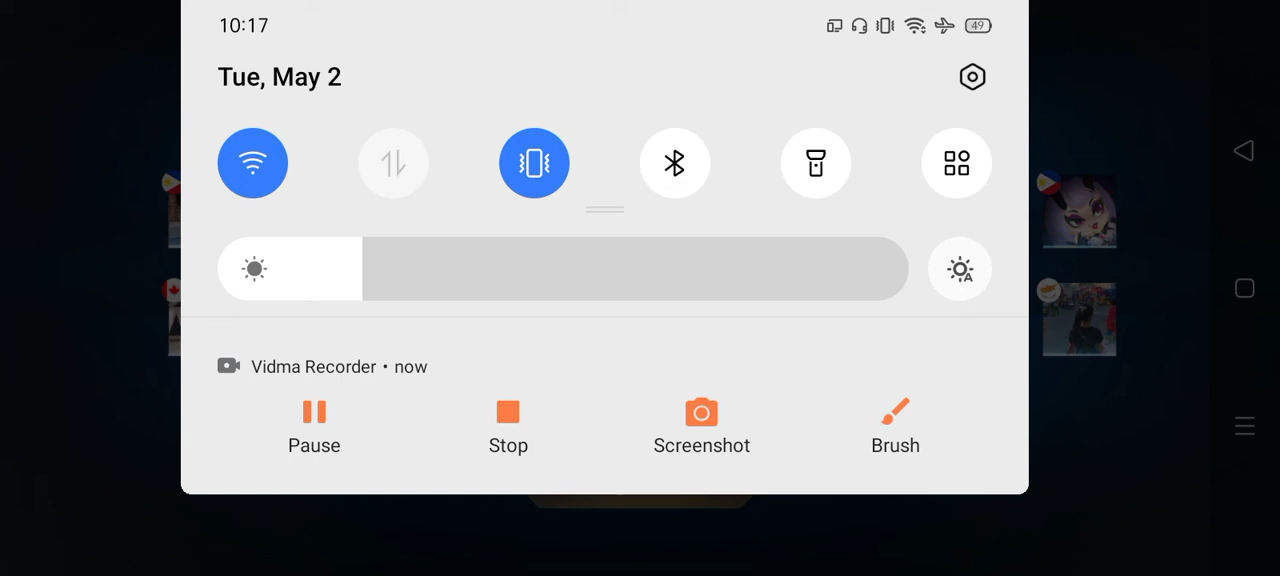 10:17
49
Tue, May 2
A
Vidma Recorder • now
Pause
Stop
Screenshot
Brush